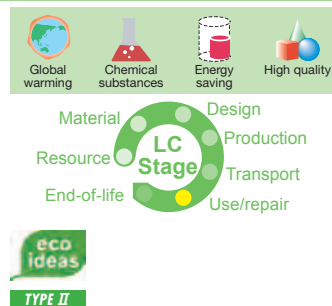 Global warming
Chemical substances
Energy saving
High quality
Material
Design
Production
Resource
LC Stage
Transport
End-of-life
Use/repair
eco
ideas
TYPE II